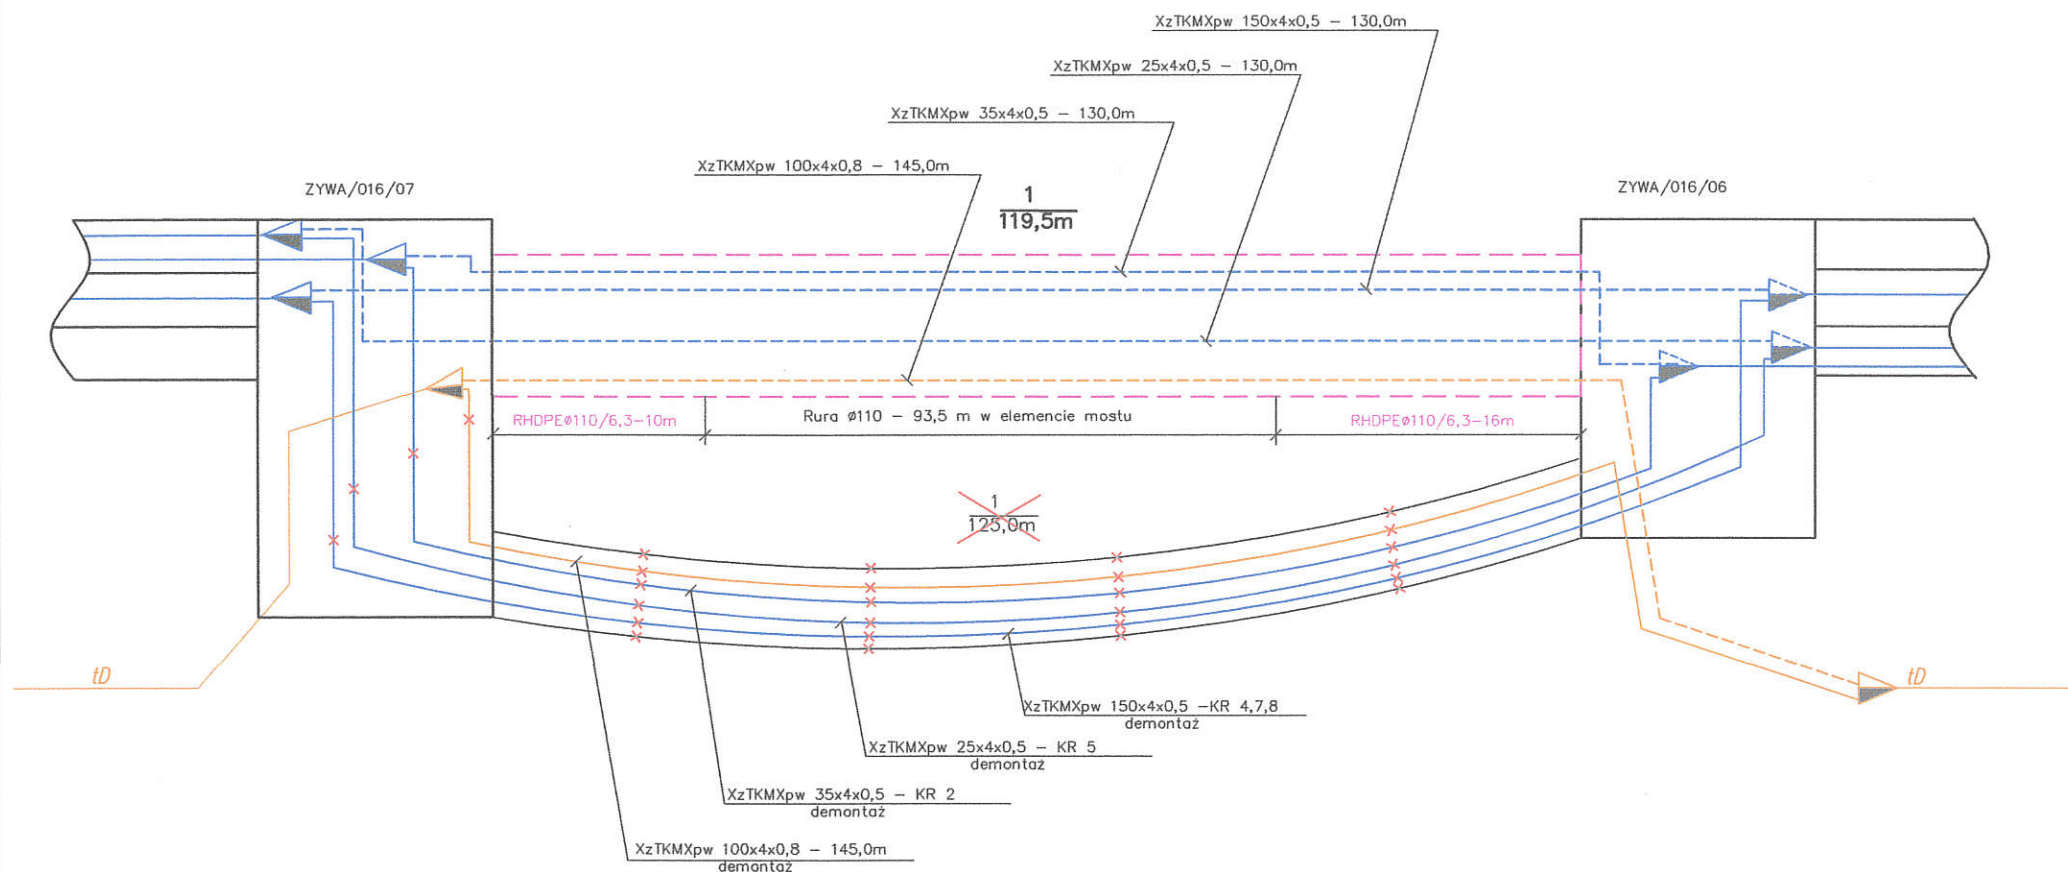 XzTKMXpw 150x4x0,5 – 130,0m
XzTKMXpw 25x4x0,5 – 130,0m
XzTKMXpw 35x4x0,5 – 130,0m
XzTKMXpw 100x4x0,8 – 145,0m
ZYWA/016/07
1
119,5m
ZYWA/016/06
RHDPEø110/6,3–10m
Rura ø110 – 93,5 m w elemencie mostu
RHDPEø110/6,3–16m
1
125,0m
tD
tD
XzTKMXpw 150x4x0,5 –KR 4,7,8
demontaż
XzTKMXpw 25x4x0,5 – KR 5
demontaż
XzTKMXpw 35x4x0,5 – KR 2
demontaż
XzTKMXpw 100x4x0,8 – 145,0m
demontaż